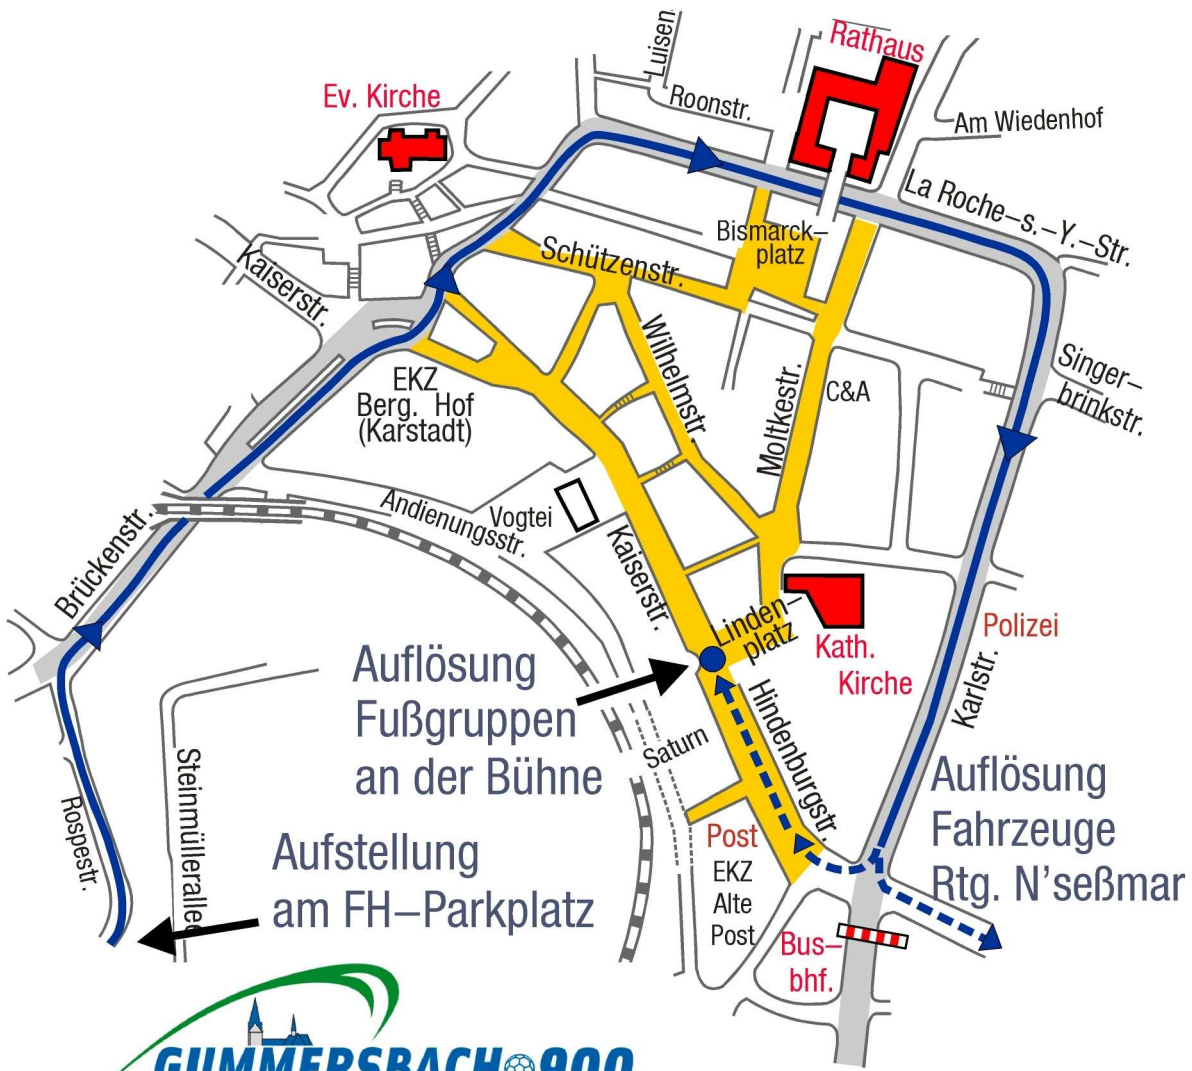 Luisen
Rathaus
Ev. Kirche
Roonstr.
Am Wiedenhof
La Roche–s.–Y.–Str.
Bismarck–
platz
Kaiserstr.
Schützenstr.
Wilhelmstr.
Singer–
brinkstr.
EKZ
Berg. Hof
(Karstadt)
Moltkestr.
C&A
Andienungsstr.
Vogtei
Brückenstr.
Kaiserstr.
Linden–
platz
Kath.
Kirche
Polizei
Karlstr.
Auflösung
Fußgruppen
an der Bühne
Hindenburgstr.
Saturn
Steinmüllerallee
Rospestr.
Auflösung
Fahrzeuge
Rtg. N'seßmar
Aufstellung
am FH–Parkplatz
Post
EKZ
Alte
Post
Bus–
bhf.
GUMMERSBACH 900